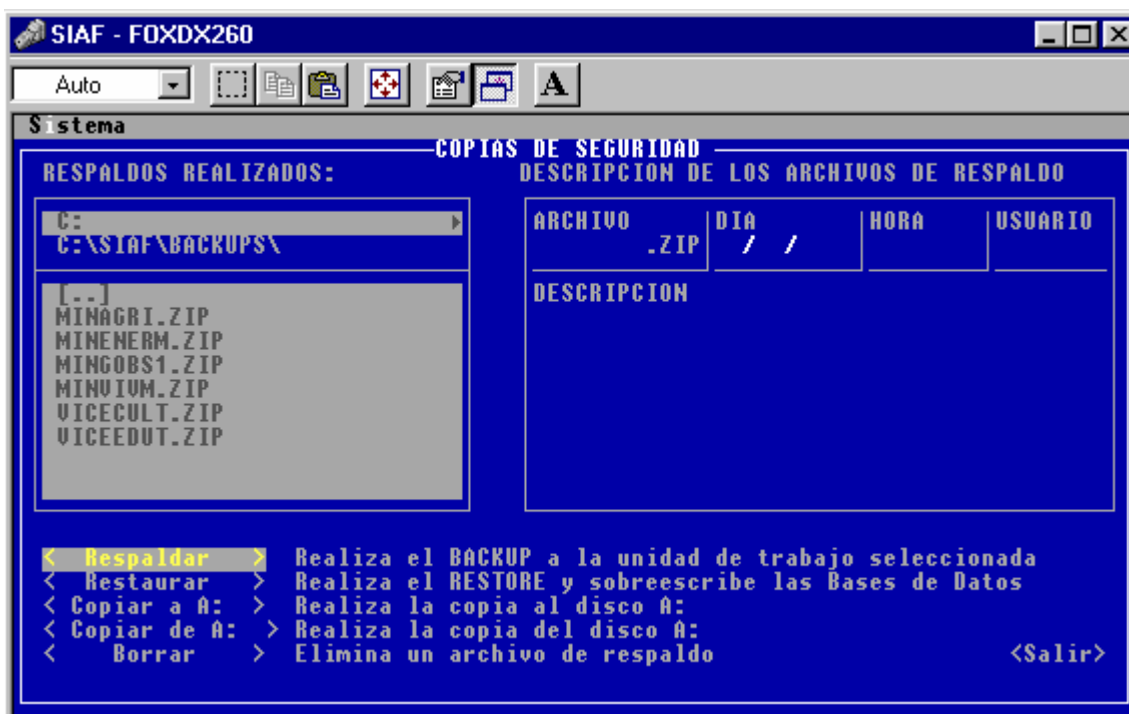 SIAF - FOXDX260
Auto
A
Sistema
COPIAS DE SEGURIDAD
RESPALDOS REALIZADOS:
DESCRIPCION DE LOS ARCHIVOS DE RESPALDO
C:
C:\SIAF\BACKUPS\
ARCHIVO DIA HORA USUARIO
.ZIP / /
DESCRIPCION
[..]
MINAGRI.ZIP
MINENERM.ZIP
MINGOBS1.ZIP
MINVIVM.ZIP
VICECULT.ZIP
VICEEDUT.ZIP
< Respaldar > Realiza el BACKUP a la unidad de trabajo seleccionada
< Restaurar > Realiza el RESTORE y sobreescribe las Bases de Datos
< Copiar a A: > Realiza la copia al disco A:
< Copiar de A: > Realiza la copia del disco A:
< Borrar > Elimina un archivo de respaldo <Salir>